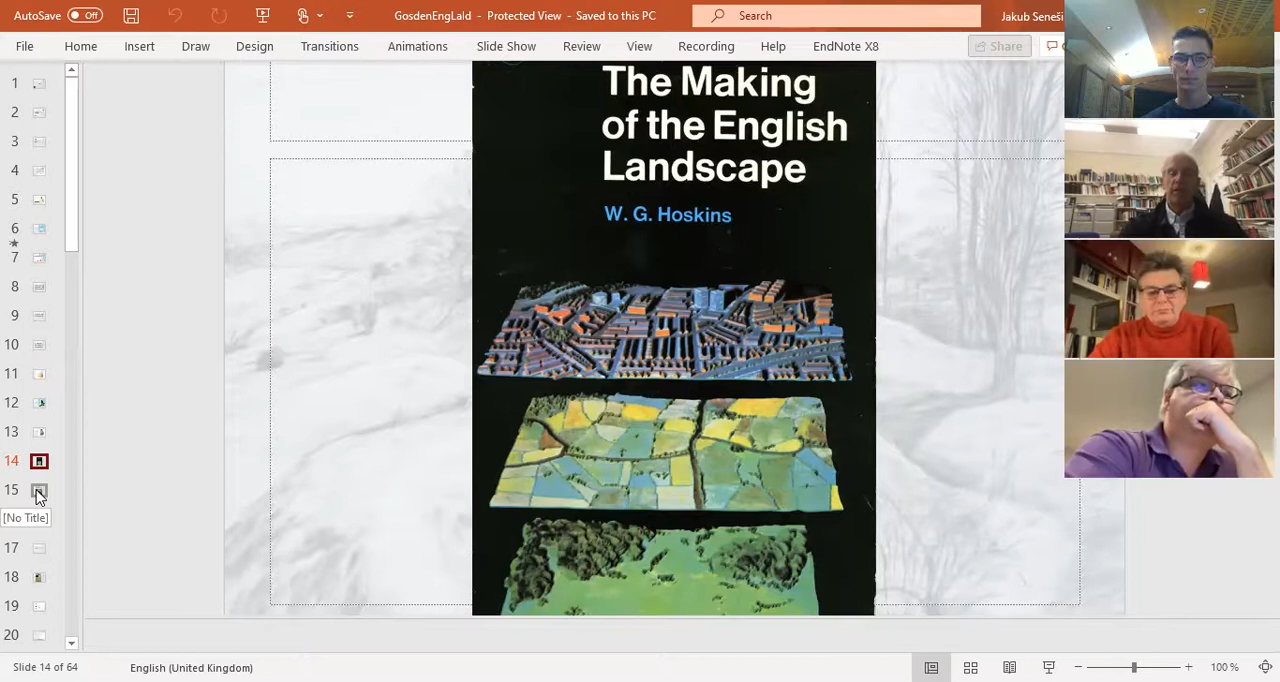 AutoSave Off GosdenEngLald - Protected View - Saved to this PC Search Jakub Seneši
File Home Insert Draw Design Transitions Animations Slide Show Review View Recording Help EndNote X8 Share
1
2
3
4
5
6
7
8
9
10
11
12
13
14
15
[No Title]
17
18
19
20
The Making
of the English
Landscape
W. G. Hoskins
Slide 14 of 64 English (United Kingdom) 100 %